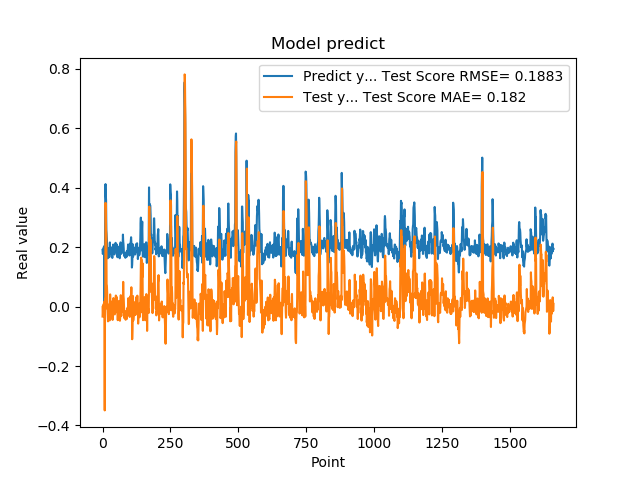 Model predict
Predict y... Test Score RMSE= 0.1883
Test y... Test Score MAE= 0.182
0.8
0.6
0.4
0.2
0.0
−0.2
−0.4
Real value
0 250 500 750 1000 1250 1500
Point